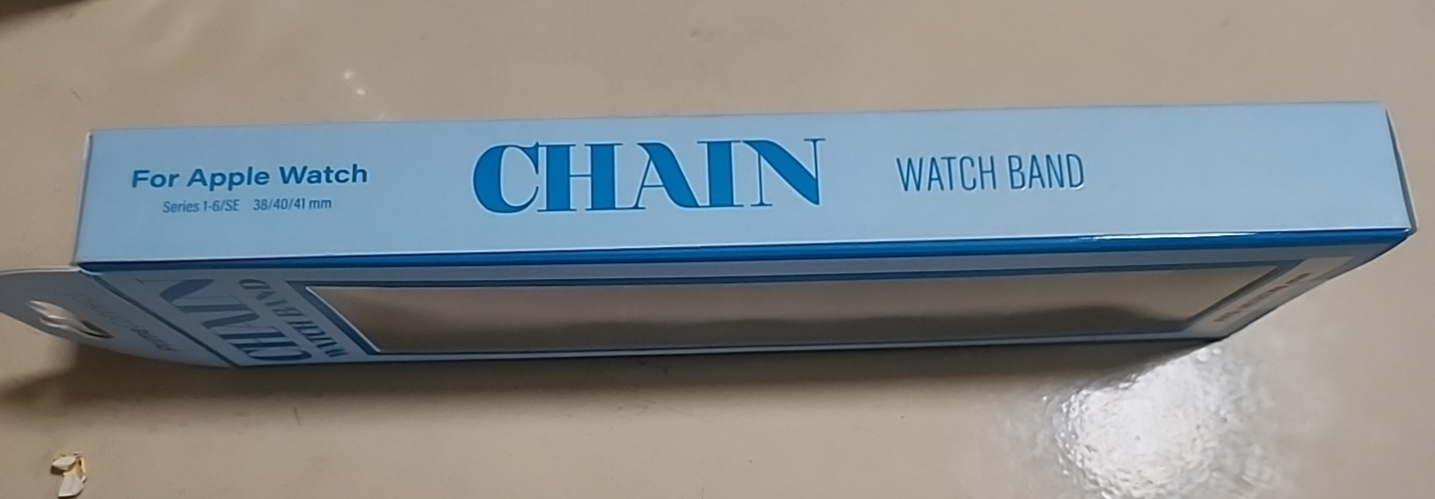 For Apple Watch
Series 1-6/SE 38/40/41 mm
CHAIN
WATCH BAND
CHAIN
WATCH BAND